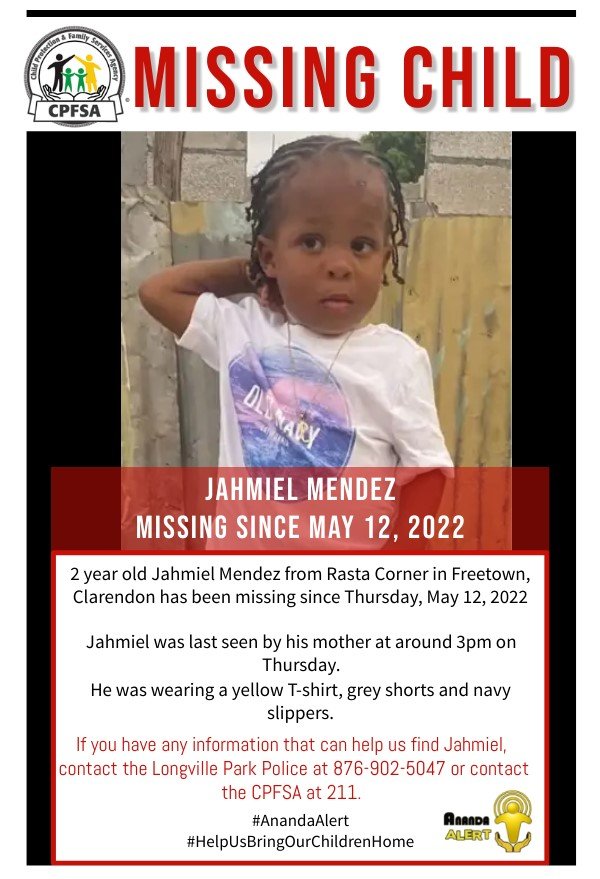 Child Protection & Family Services Agency
CPFSA
MISSING CHILD
OLD NAVY
JAHMIEL MENDEZ
MISSING SINCE MAY 12, 2022
2 year old Jahmiel Mendez from Rasta Corner in Freetown,
Clarendon has been missing since Thursday, May 12, 2022
Jahmiel was last seen by his mother at around 3pm on
Thursday.
He was wearing a yellow T-shirt, grey shorts and navy
slippers.
If you have any information that can help us find Jahmiel,
contact the Longville Park Police at 876-902-5047 or contact
the CPFSA at 211.
#AnandaAlert
#HelpUsBringOurChildrenHome
ANANDA
ALERT